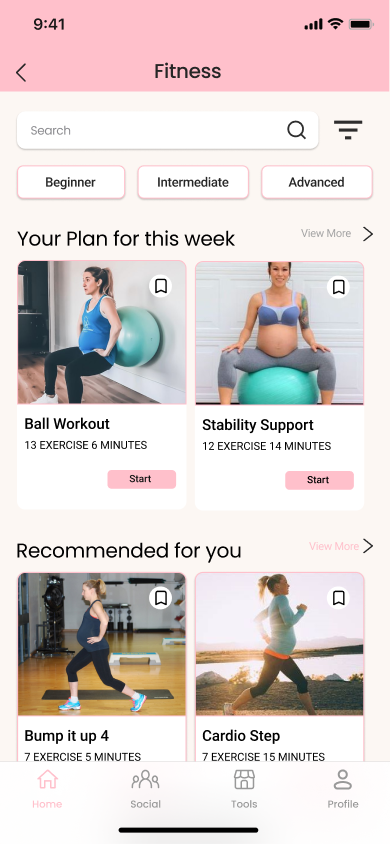 9:41
Fitness
Search
Beginner
Intermediate
Advanced
Your Plan for this week
View More
Ball Workout
13 EXERCISE 6 MINUTES
Start
Stability Support
12 EXERCISE 14 MINUTES
Start
Recommended for you
View More
Bump it up 4
7 EXERCISE 5 MINUTES
Cardio Step
7 EXERCISE 15 MINUTES
Home
Social
Tools
Profile